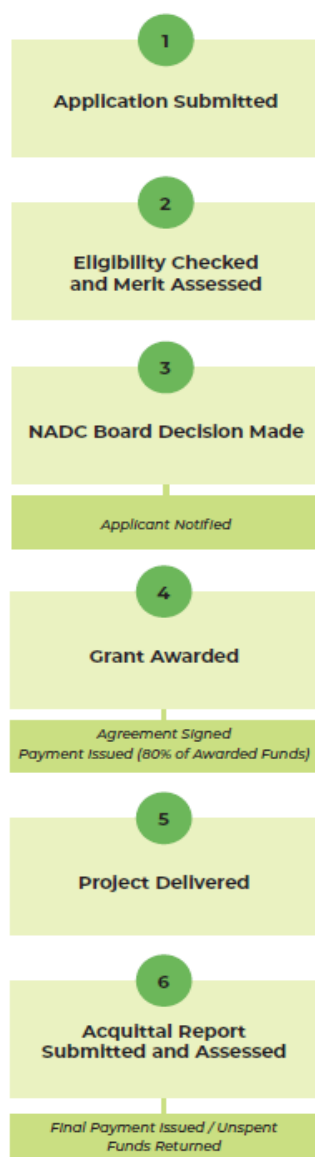 1
Application Submitted
2
Eligibility Checked
and Merit Assessed
3
NADC Board Decision Made
Applicant Notified
4
Grant Awarded
Agreement Signed
Payment Issued (80% of Awarded Funds)
5
Project Delivered
6
Acquittal Report
Submitted and Assessed
Final Payment Issued / Unspent
Funds Returned